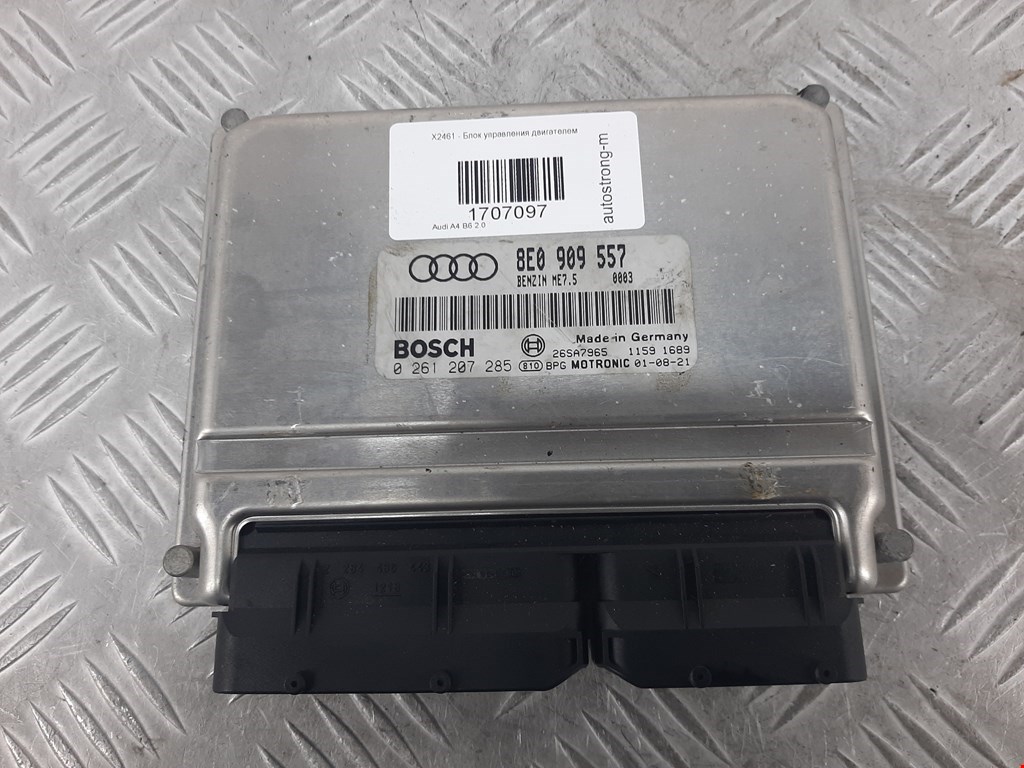 X2461 - Блок управления двигателем
1707097
Audi A4 B6 2.0
autostrong-m
8E0 909 557
BENZIN ME7.5 0003
BOSCH
Made in Germany
26SA7965 1159 1689
0 261 207 285 810 BPG MOTRONIC 01-08-21